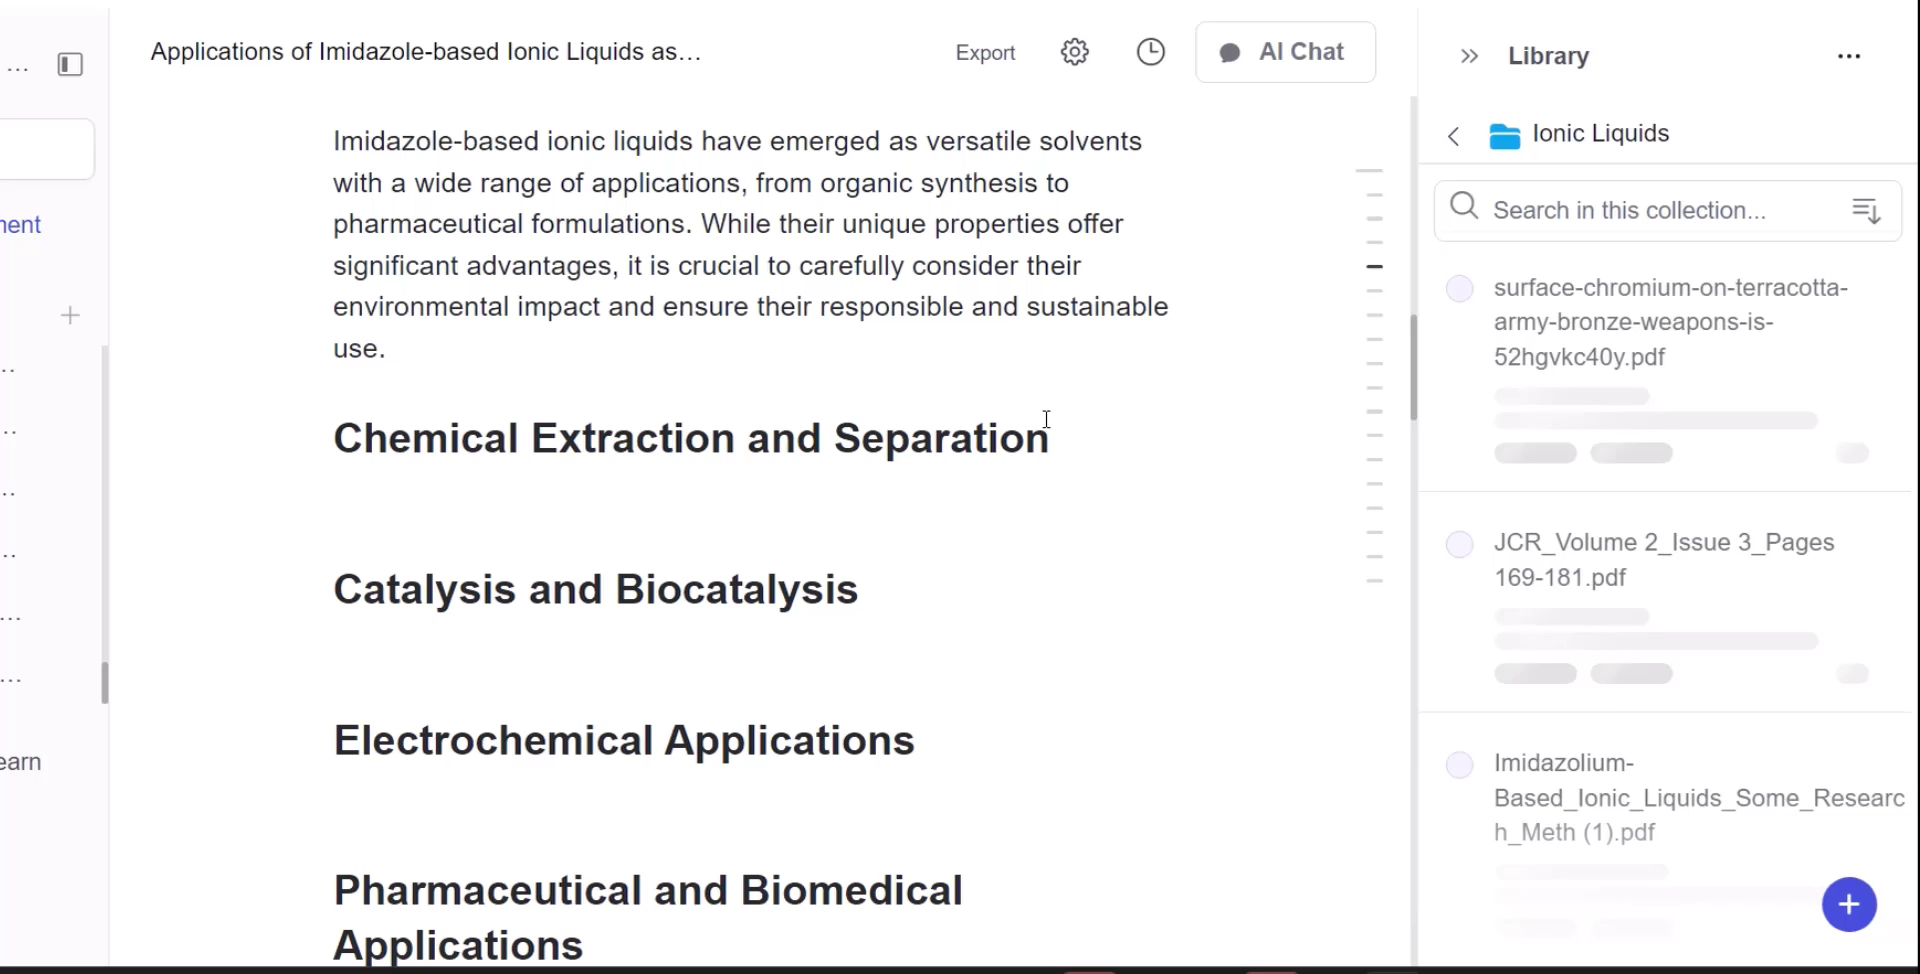 Applications of Imidazole-based Ionic Liquids as...
Export
AI Chat
Library
Ionic Liquids
Search in this collection...
ment
earn
Imidazole-based ionic liquids have emerged as versatile solvents
with a wide range of applications, from organic synthesis to
pharmaceutical formulations. While their unique properties offer
significant advantages, it is crucial to carefully consider their
environmental impact and ensure their responsible and sustainable
use.
Chemical Extraction and Separation
Catalysis and Biocatalysis
Electrochemical Applications
Pharmaceutical and Biomedical
Applications
surface-chromium-on-terracotta-
army-bronze-weapons-is-
52hgvkc40y.pdf
JCR_Volume 2_Issue 3_Pages
169-181.pdf
Imidazolium-
Based_Ionic_Liquids_Some_Researc
h_Meth (1).pdf